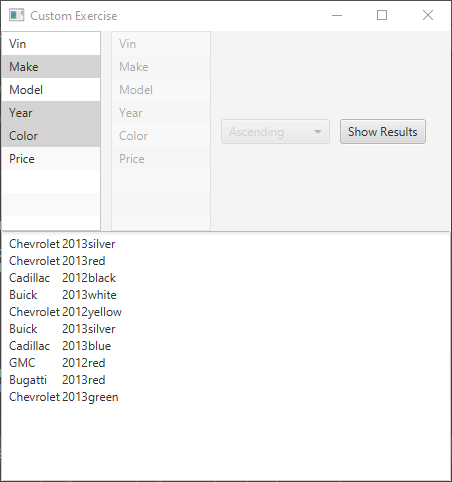 Custom Exercise
Vin
Make
Model
Year
Color
Price
Vin
Make
Model
Year
Color
Price
Ascending
Show Results
Chevrolet 2013silver
Chevrolet 2013red
Cadillac 2012black
Buick 2013white
Chevrolet 2012yellow
Buick 2013silver
Cadillac 2013blue
GMC 2012red
Bugatti 2013red
Chevrolet 2013green